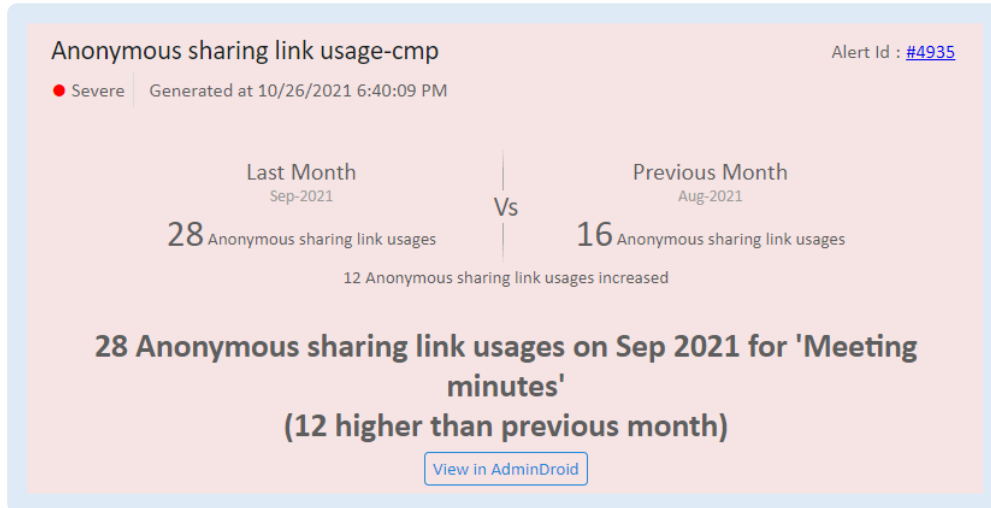 Anonymous sharing link usage-cmp
Alert Id : #4935
Severe
Generated at 10/26/2021 6:40:09 PM
Last Month
Sep-2021
28 Anonymous sharing link usages
Vs
Previous Month
Aug-2021
16 Anonymous sharing link usages
12 Anonymous sharing link usages increased
28 Anonymous sharing link usages on Sep 2021 for 'Meeting
minutes'
(12 higher than previous month)
View in AdminDroid